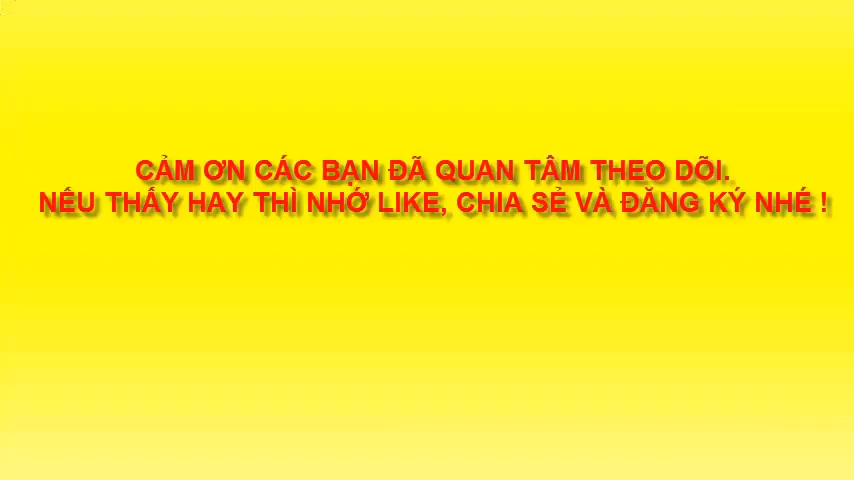 CẢM ƠN CÁC BẠN ĐÃ QUAN TÂM THEO DÕI.
NẾU THẤY HAY THÌ NHỚ LIKE, CHIA SẺ VÀ ĐĂNG KÝ NHÉ !